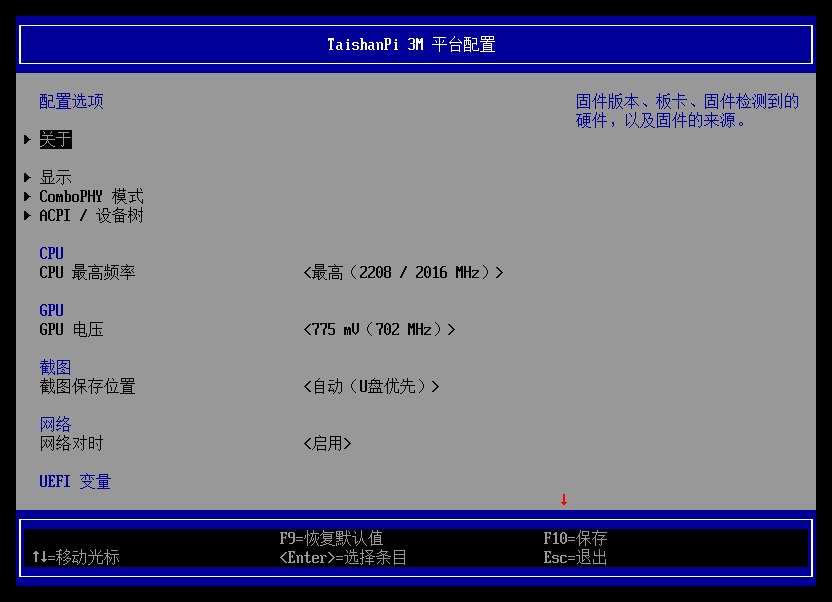 TaishanPi 3M 平台配置
配置选项
固件版本、板卡、固件检测到的
硬件，以及固件的来源。
关于
显示
ComboPHY 模式
ACPI / 设备树
CPU
CPU 最高频率 <最高（2208 / 2016 MHz）>
GPU
GPU 电压 <775 mV（702 MHz）>
截图
截图保存位置 <自动（U盘优先）>
网络
网络对时 <启用>
UEFI 变量
↓
F9=恢复默认值 F10=保存
↑↓=移动光标 <Enter>=选择条目 Esc=退出